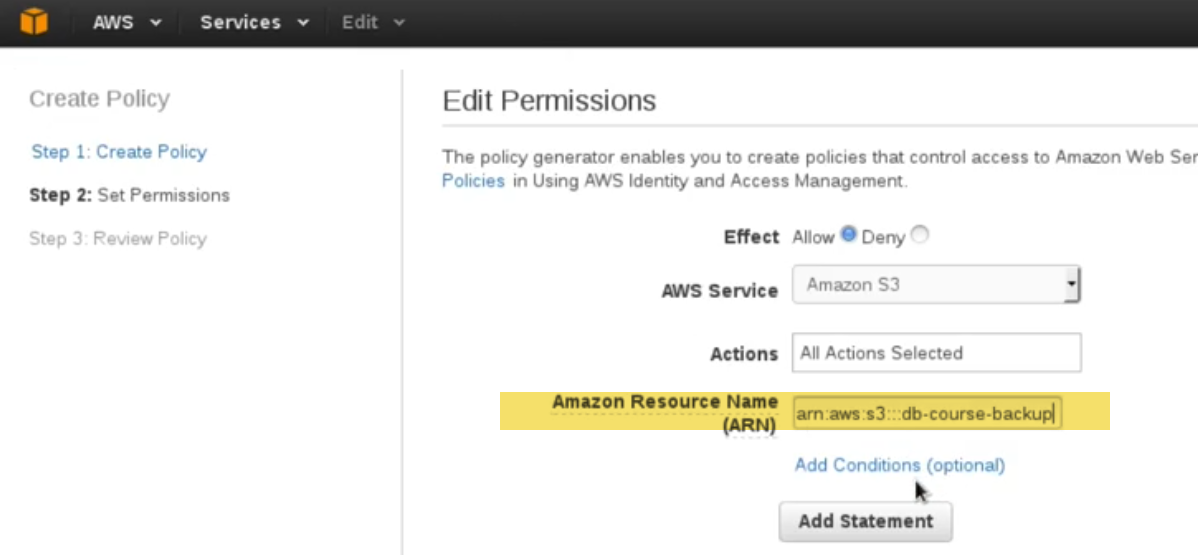 AWS Services Edit
Create Policy
Step 1: Create Policy
Step 2: Set Permissions
Step 3: Review Policy
Edit Permissions
The policy generator enables you to create policies that control access to Amazon Web Ser
Policies in Using AWS Identity and Access Management.
Effect Allow Deny
AWS Service Amazon S3
Actions All Actions Selected
Amazon Resource Name
(ARN) arn:aws:s3:::db-course-backup
Add Conditions (optional)
Add Statement